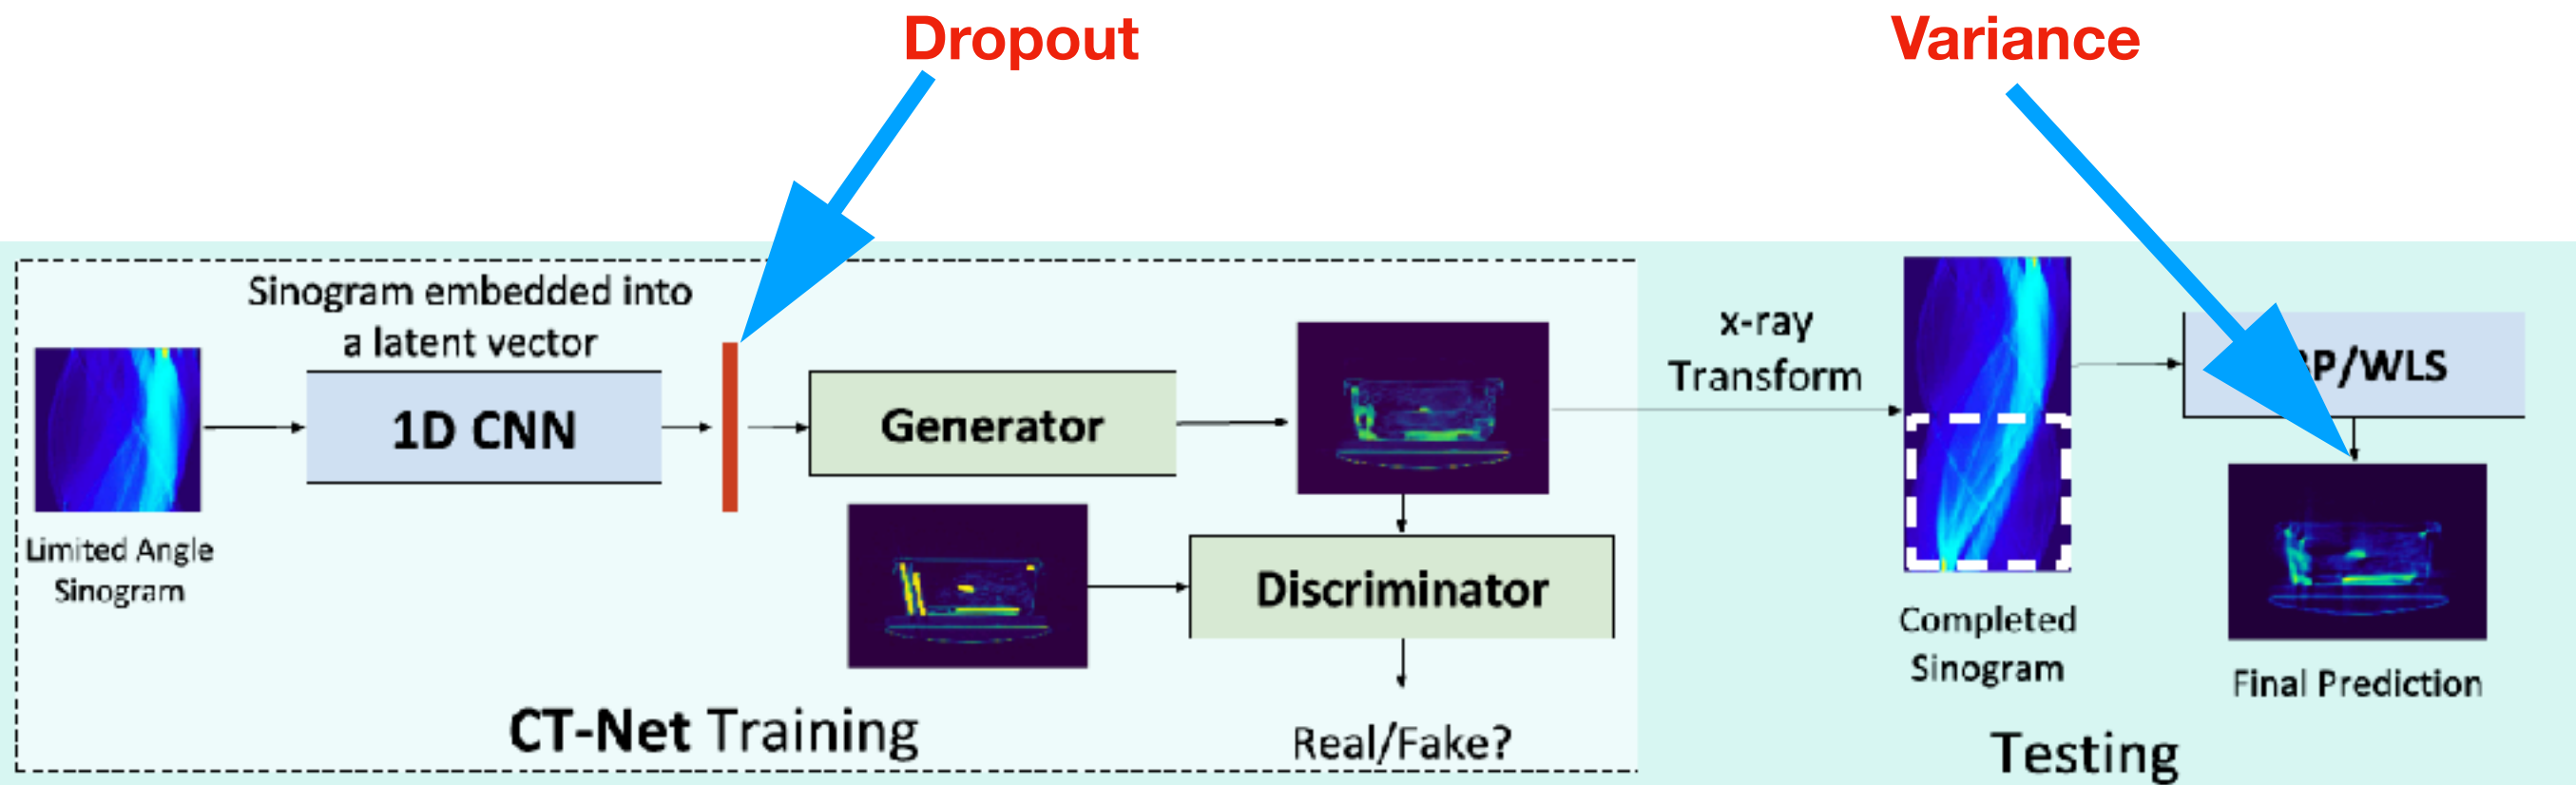 Dropout
Variance
Sinogram embedded into
a latent vector
1D CNN
Generator
Limited Angle
Sinogram
Discriminator
Real/Fake?
CT-Net Training
x-ray
Transform
Completed
Sinogram
P/WLS
Final Prediction
Testing